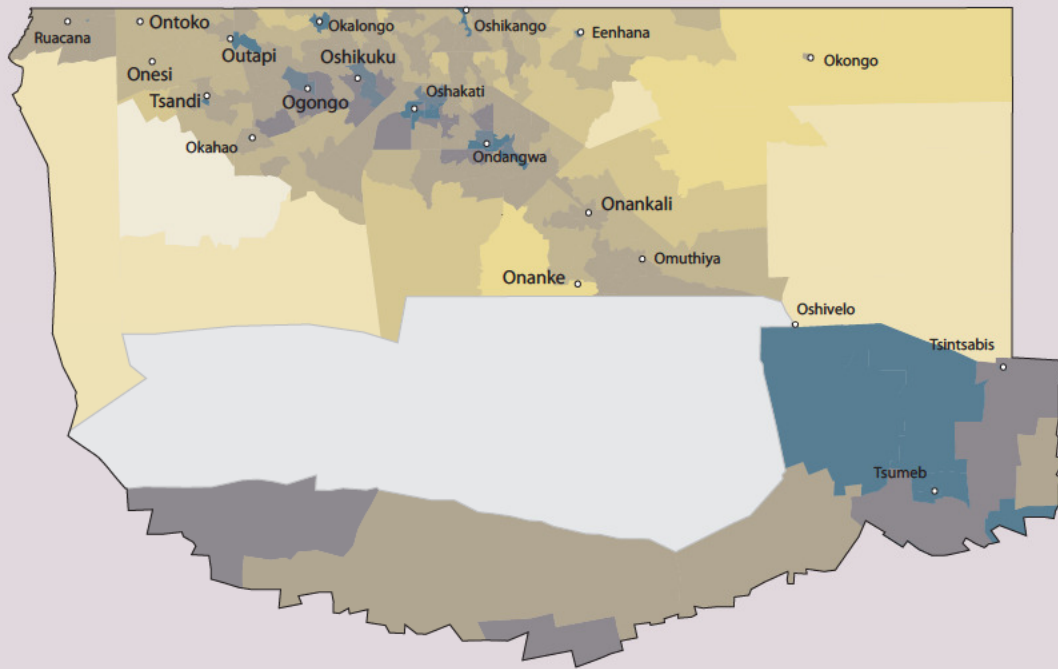 Ruacana
Ontoko
Okalongo
Oshikango
Eenhana
Outapi
Oshikuku
Onesi
Okongo
Tsandi
Ogongo
Oshakati
Okahao
Ondangwa
Onankali
Omuthiya
Onanke
Oshivelo
Tsintsabis
Tsumeb